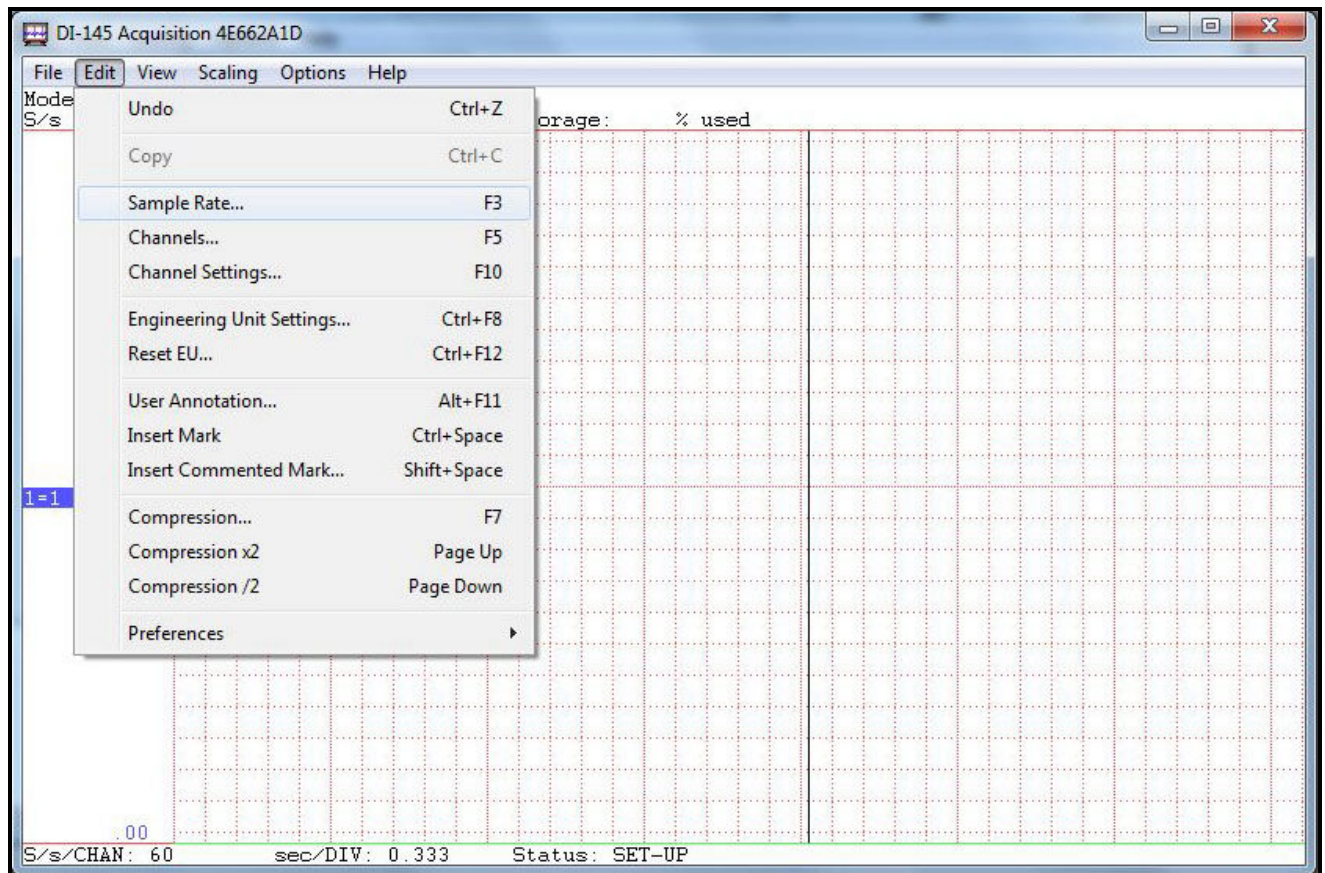 DI-145 Acquisition 4E662A1D
File Edit View Scaling Options Help
Mode
S/s orage: % used
Undo Ctrl+Z
Copy Ctrl+C
Sample Rate... F3
Channels... F5
Channel Settings... F10
Engineering Unit Settings... Ctrl+F8
Reset EU... Ctrl+F12
User Annotation... Alt+F11
Insert Mark Ctrl+Space
Insert Commented Mark... Shift+Space
1=1
Compression... F7
Compression x2 Page Up
Compression /2 Page Down
Preferences
.00
S/s/CHAN: 60 sec/DIV: 0.333 Status: SET-UP